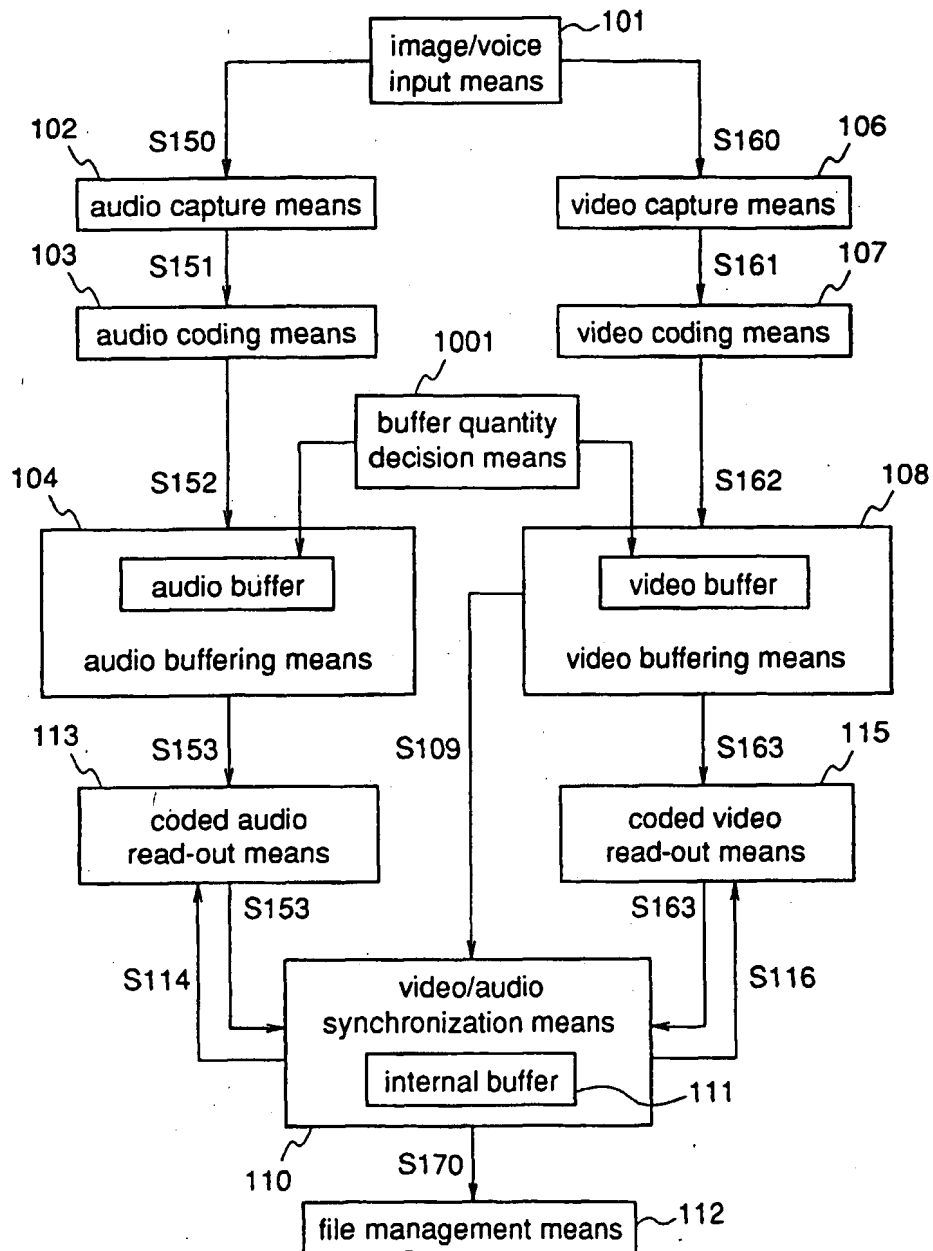 101
image/voice
input means
102
S150
S160
106
audio capture means
video capture means
103
S151
S161
107
audio coding means
video coding means
1001
buffer quantity
decision means
104
S152
S162
108
audio buffer
video buffer
audio buffering means
video buffering means
113
S153
S109
S163
115
coded audio
read-out means
coded video
read-out means
S153
S163
S114
video/audio
synchronization means
S116
internal buffer
111
110
S170
file management means
112